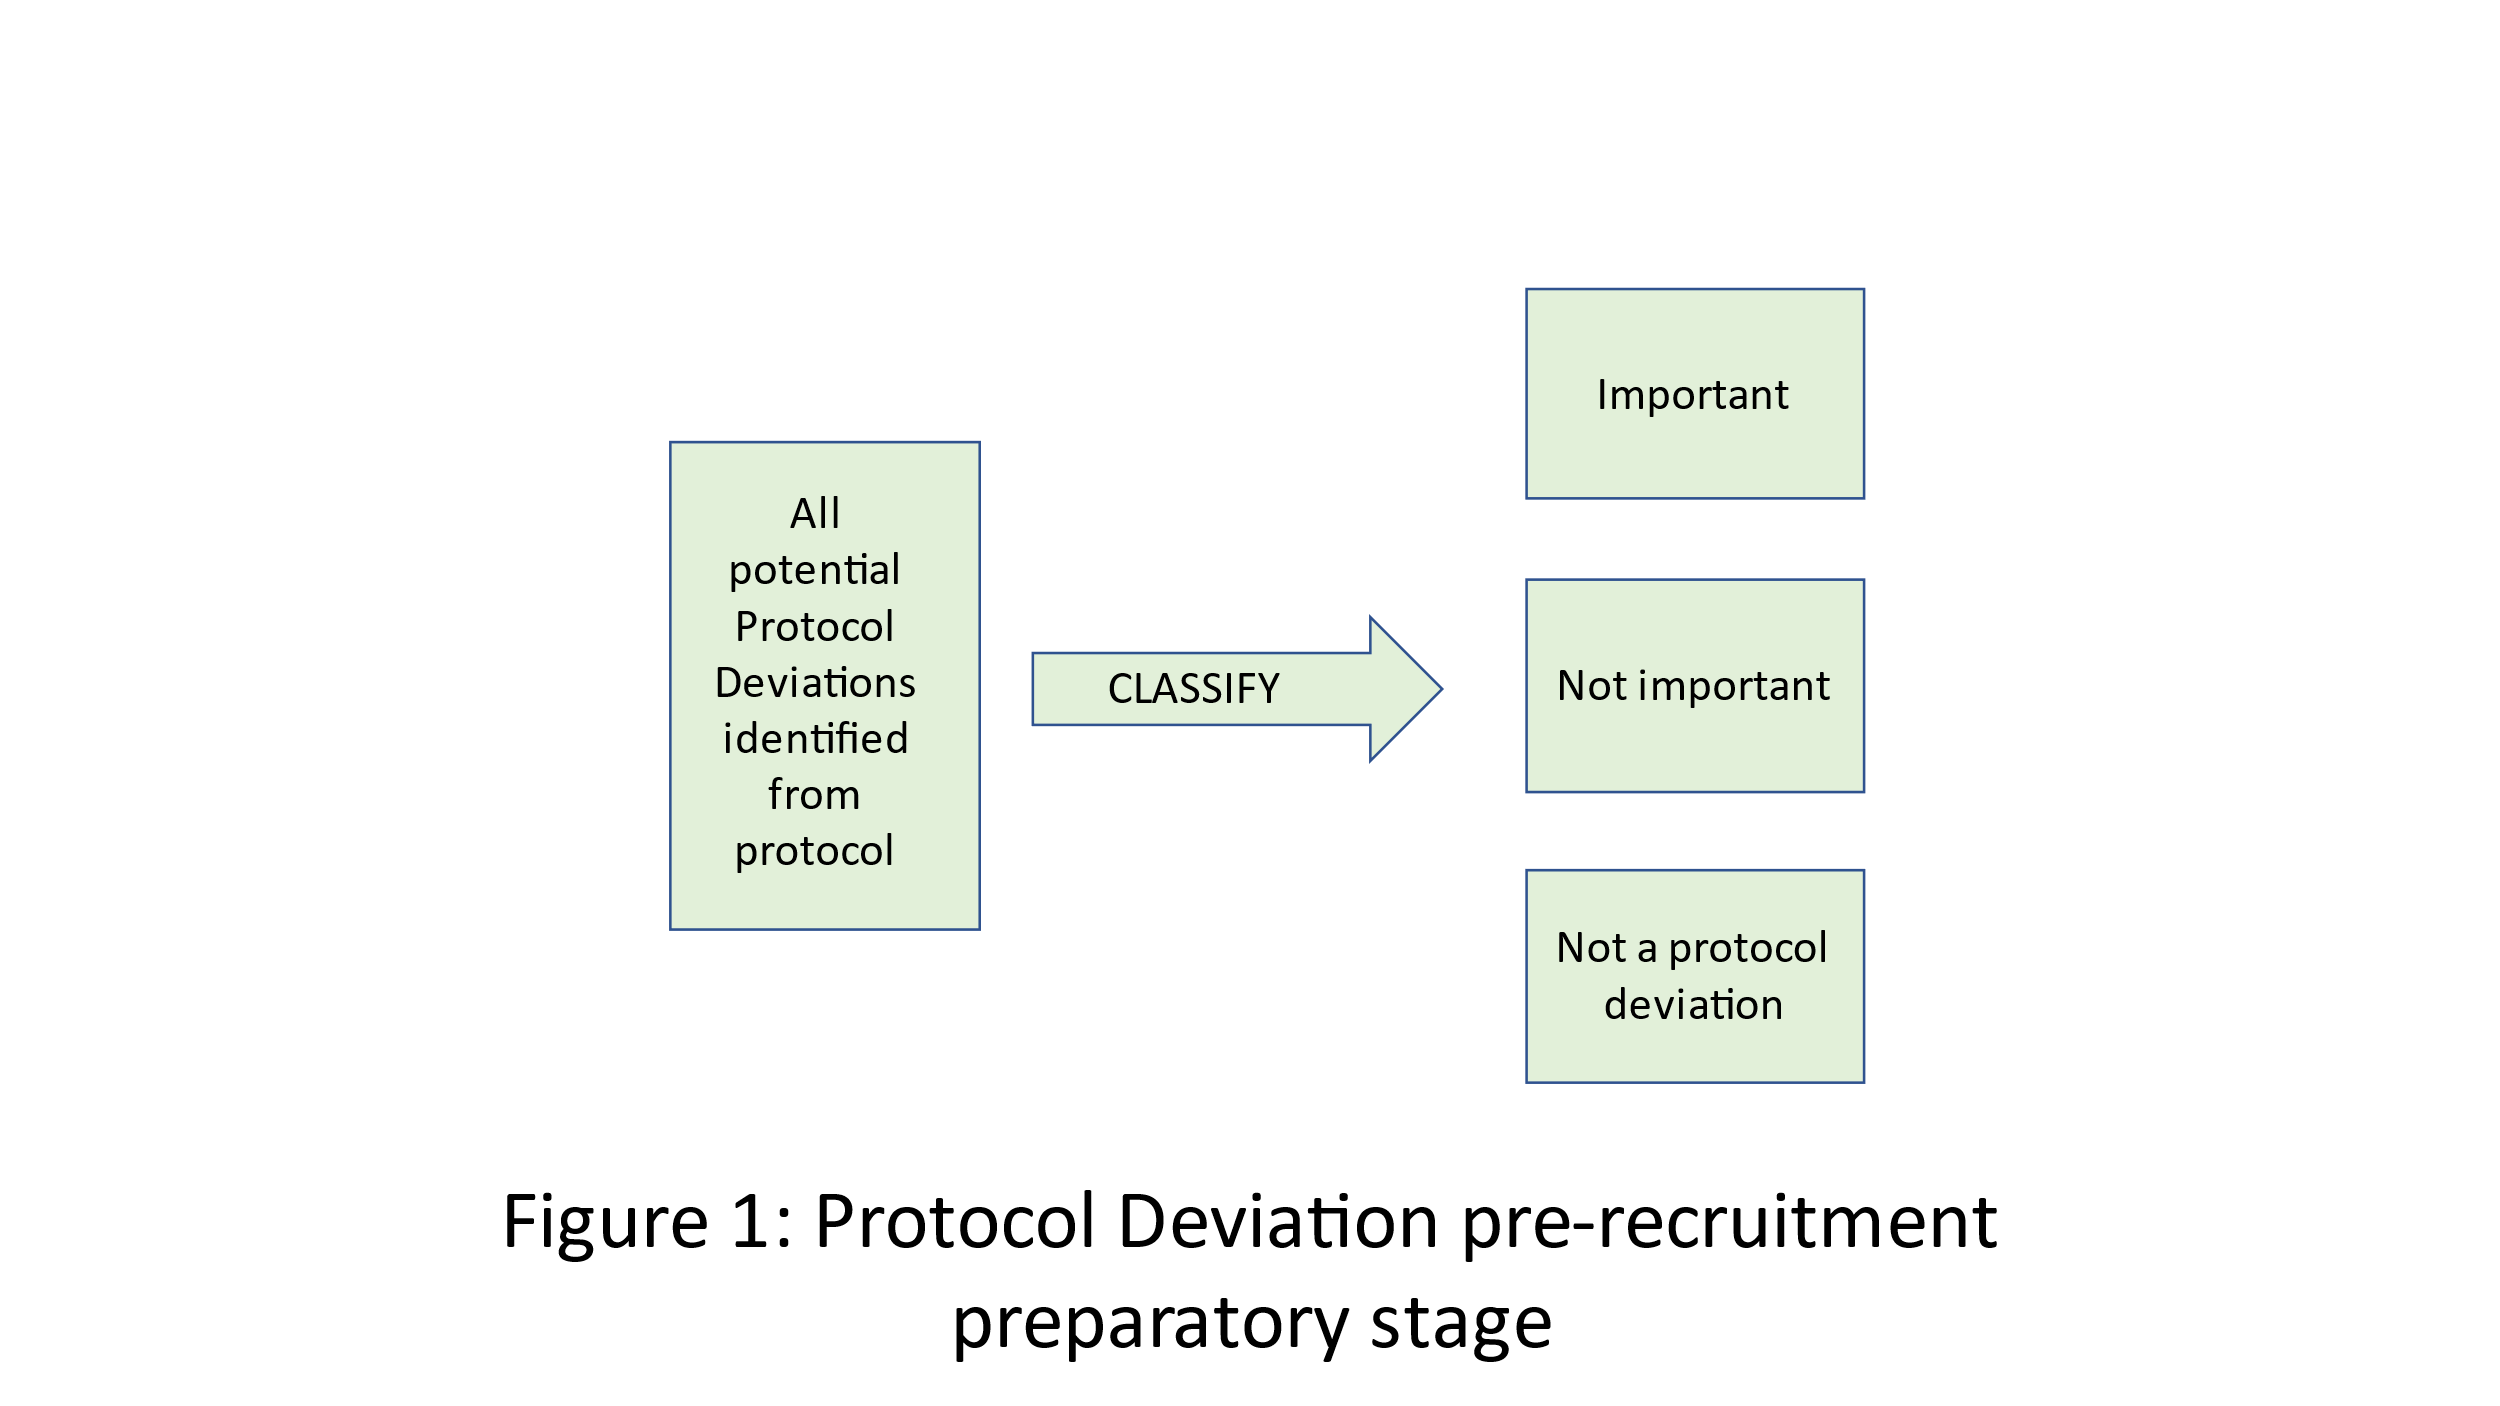 All
potential
Protocol
Deviations
identified
from
protocol
CLASSIFY
Important
Not important
Not a protocol
deviation
Figure 1: Protocol Deviation pre-recruitment
preparatory stage